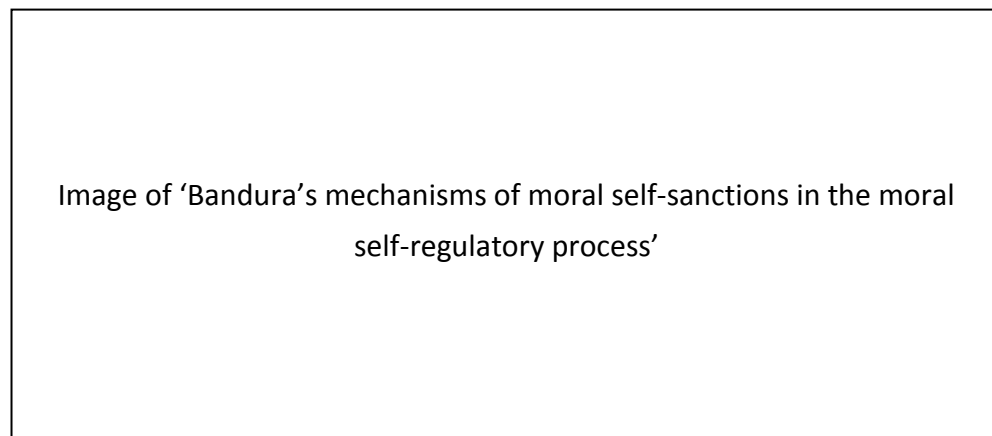 Image of ‘Bandura’s mechanisms of moral self-sanctions in the moral
self-regulatory process’